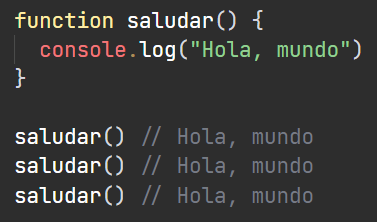 function saludar() {
  console.log("Hola, mundo")
}

saludar() // Hola, mundo
saludar() // Hola, mundo
saludar() // Hola, mundo